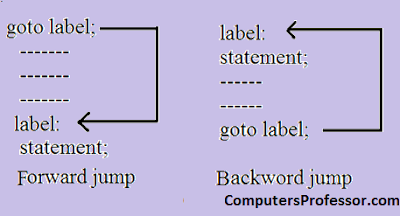 goto label;
-------
-------
-------
label:
statement;
Forward jump
label:
statement;
------
------
goto label;
Backword jump
ComputersProfessor.com